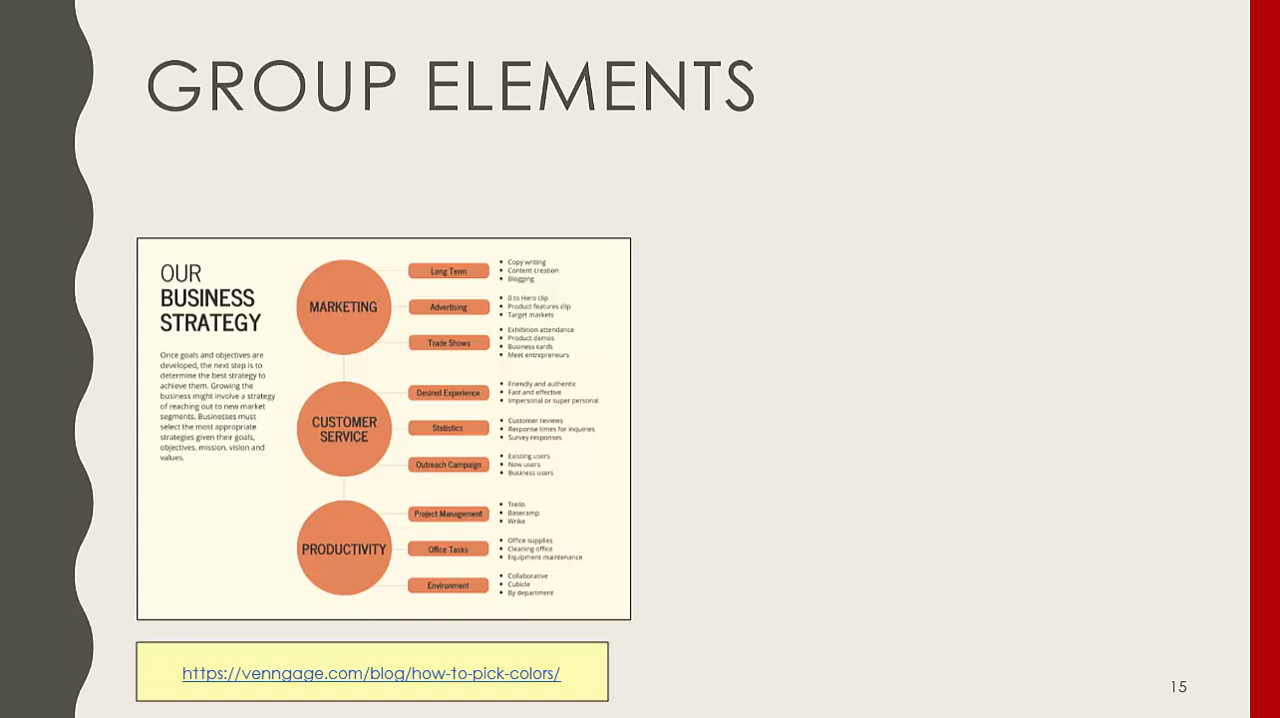 GROUP ELEMENTS
OUR
BUSINESS
STRATEGY
Once goals and objectives are
developed, the next step is to
determine the best strategy to
achieve them. Growing the
business might involve a strategy
of reaching out to new market
segments. Businesses must
select the most appropriate
strategies given their goals,
objectives, mission, vision and
values.
MARKETING
Long Term
• Copy writing
• Content creation
• Blogging
Advertising
• 0 to Hero clip
• Product features clip
• Target markets
Trade Shows
• Exhibition attendance
• Product demos
• Business cards
• Meet entrepreneurs
CUSTOMER
SERVICE
Desired Experience
• Friendly and authentic
• Fast and effective
• Impersonal or super personal
Statistics
• Customer reviews
• Response times for inquiries
• Survey responses
Outreach Campaign
• Existing users
• New users
• Business users
PRODUCTIVITY
Project Management
• Trello
• Basecamp
• Wrike
Office Tasks
• Office supplies
• Cleaning office
• Equipment maintenance
Environment
• Collaborative
• Cubicle
• By department
https://venngage.com/blog/how-to-pick-colors/
15